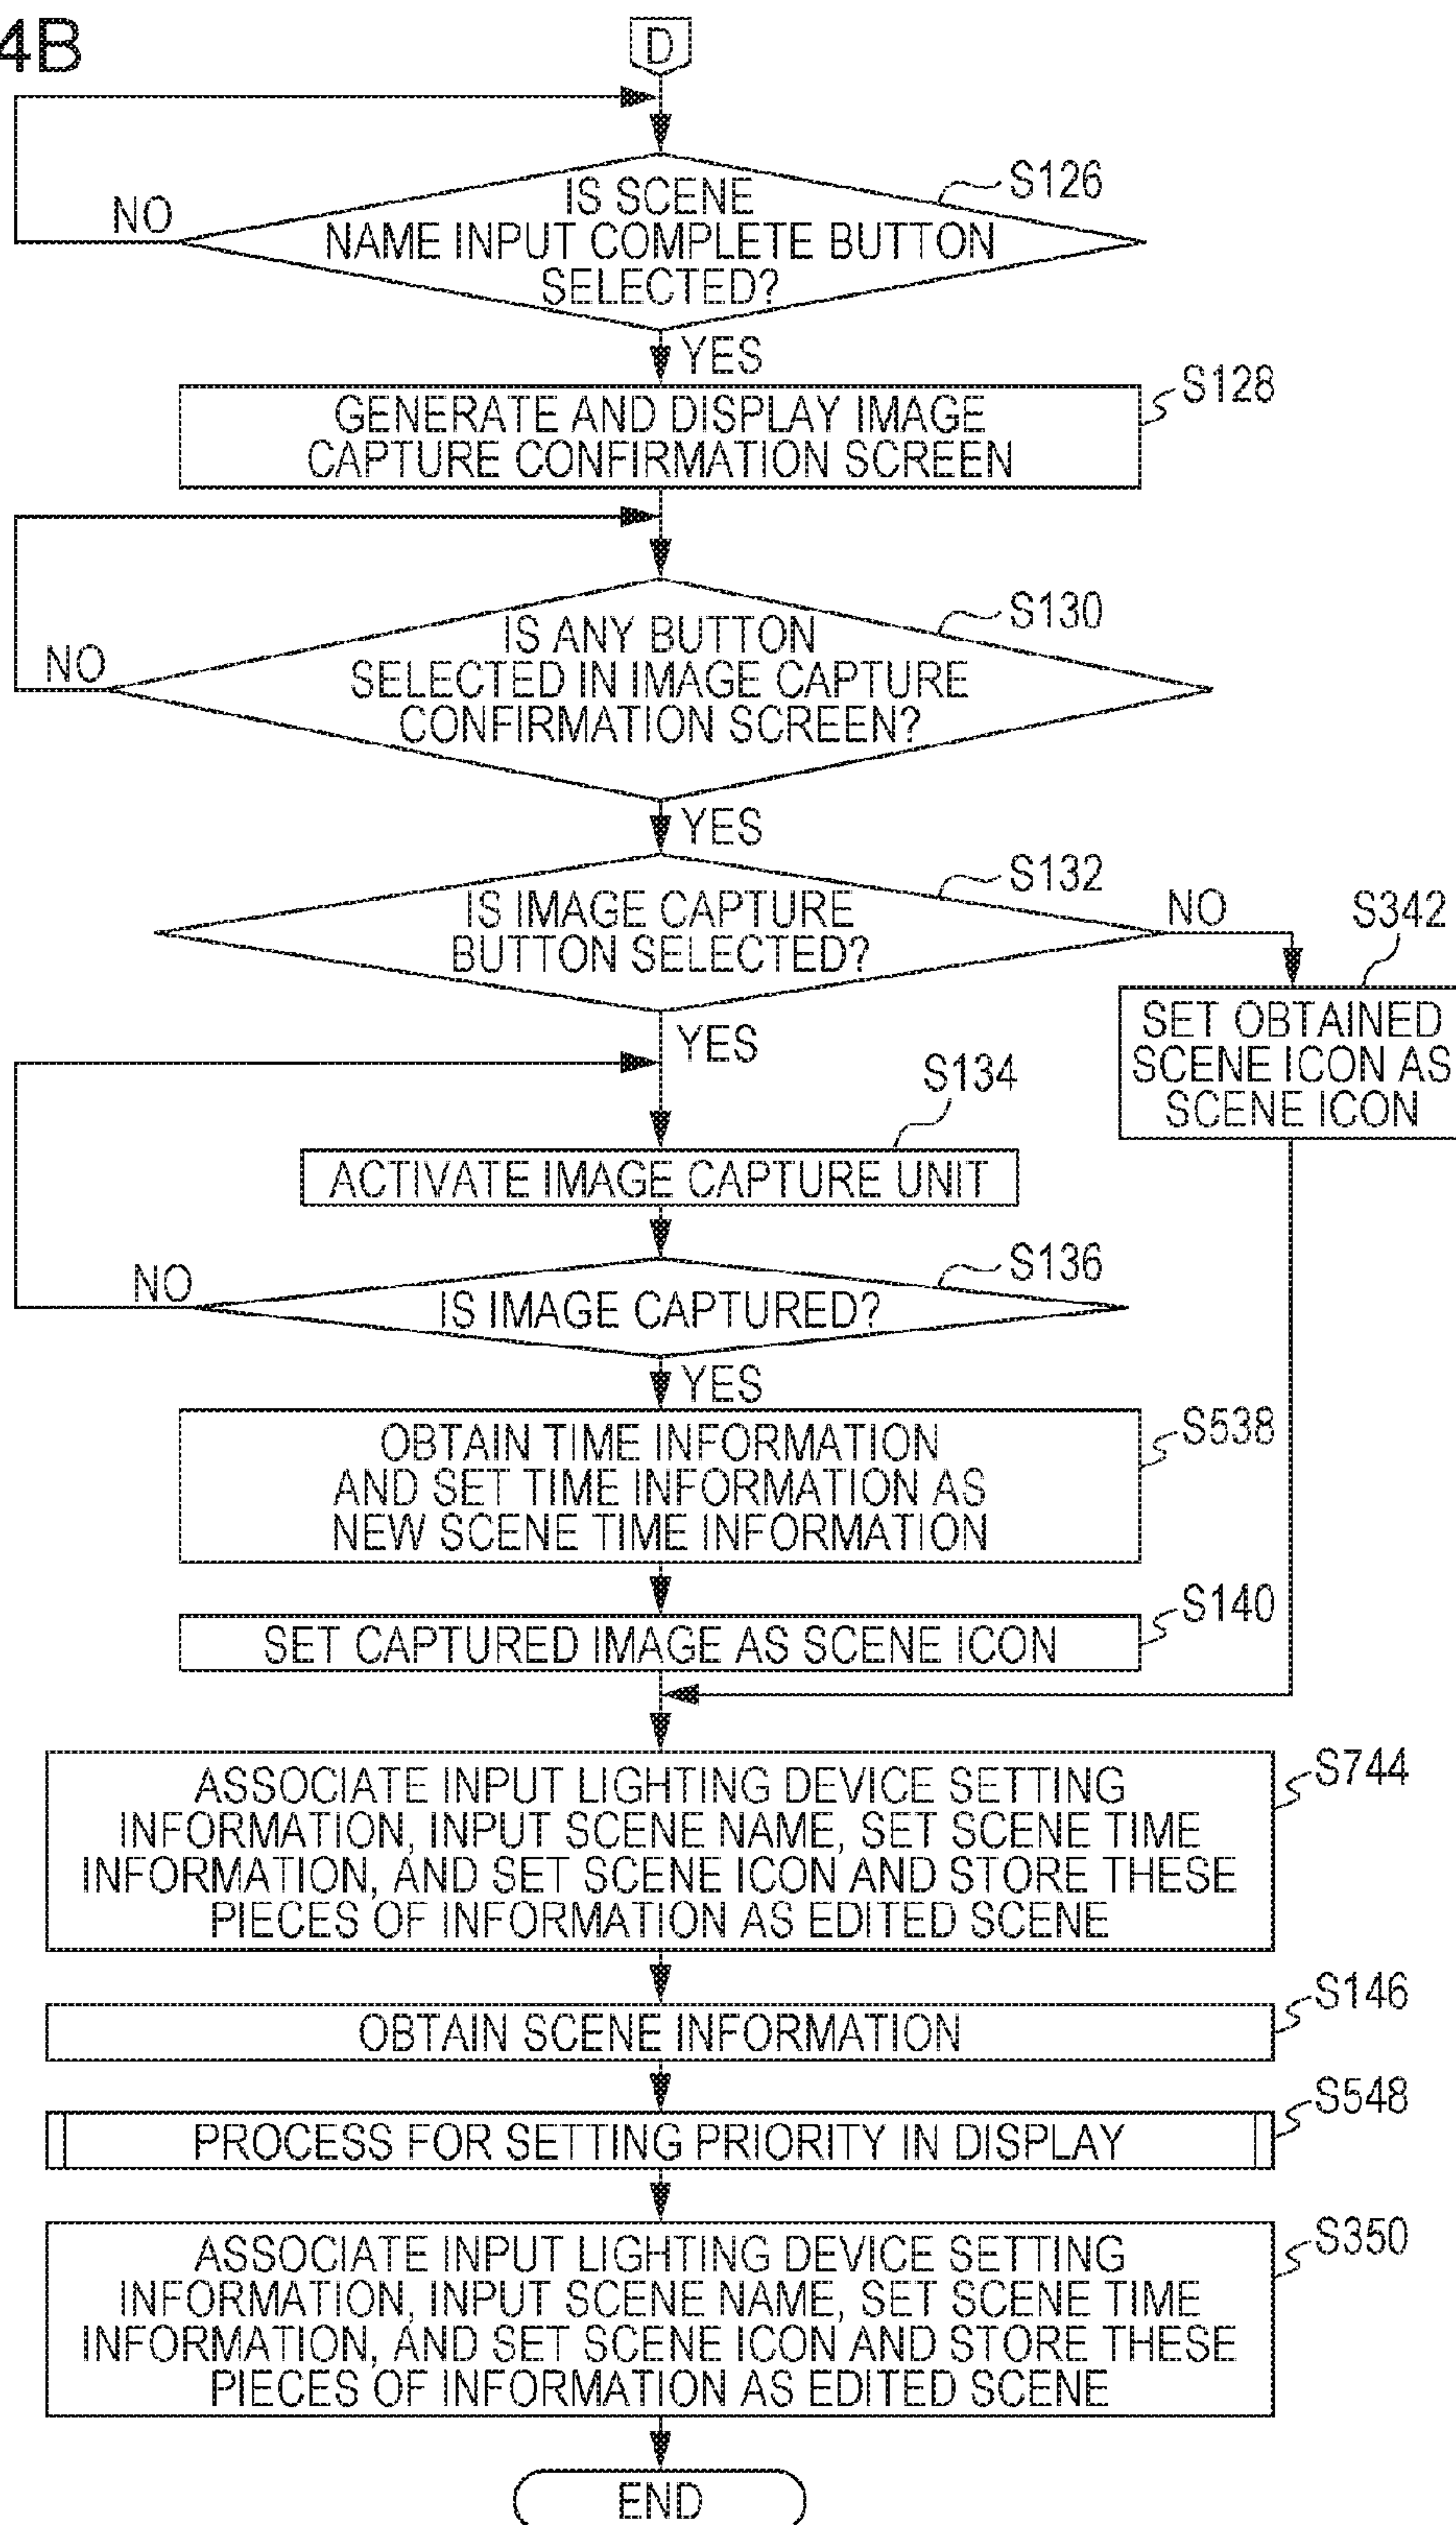 4B
D
S126
IS SCENE
NAME INPUT COMPLETE BUTTON
SELECTED?
NO
YES
S128
GENERATE AND DISPLAY IMAGE
CAPTURE CONFIRMATION SCREEN
S130
IS ANY BUTTON
SELECTED IN IMAGE CAPTURE
CONFIRMATION SCREEN?
NO
YES
S132
IS IMAGE CAPTURE
BUTTON SELECTED?
NO
S342
SET OBTAINED
SCENE ICON AS
SCENE ICON
YES
S134
ACTIVATE IMAGE CAPTURE UNIT
S136
NO
IS IMAGE CAPTURED?
YES
S538
OBTAIN TIME INFORMATION
AND SET TIME INFORMATION AS
NEW SCENE TIME INFORMATION
S140
SET CAPTURED IMAGE AS SCENE ICON
S744
ASSOCIATE INPUT LIGHTING DEVICE SETTING
INFORMATION, INPUT SCENE NAME, SET SCENE TIME
INFORMATION, AND SET SCENE ICON AND STORE THESE
PIECES OF INFORMATION AS EDITED SCENE
S146
OBTAIN SCENE INFORMATION
S548
PROCESS FOR SETTING PRIORITY IN DISPLAY
S350
ASSOCIATE INPUT LIGHTING DEVICE SETTING
INFORMATION, INPUT SCENE NAME, SET SCENE TIME
INFORMATION, AND SET SCENE ICON AND STORE THESE
PIECES OF INFORMATION AS EDITED SCENE
END